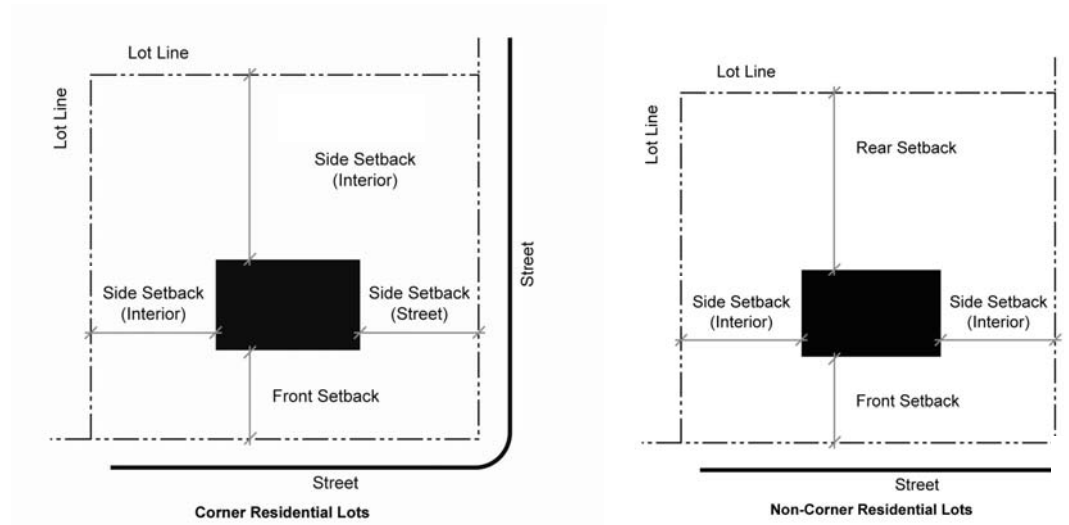 Lot Line
Lot Line
Side Setback
(Interior)
Side Setback
(Interior)
Side Setback
(Street)
Street
Front Setback
Street
Corner Residential Lots
Lot Line
Lot Line
Rear Setback
Side Setback
(Interior)
Side Setback
(Interior)
Front Setback
Street
Non-Corner Residential Lots